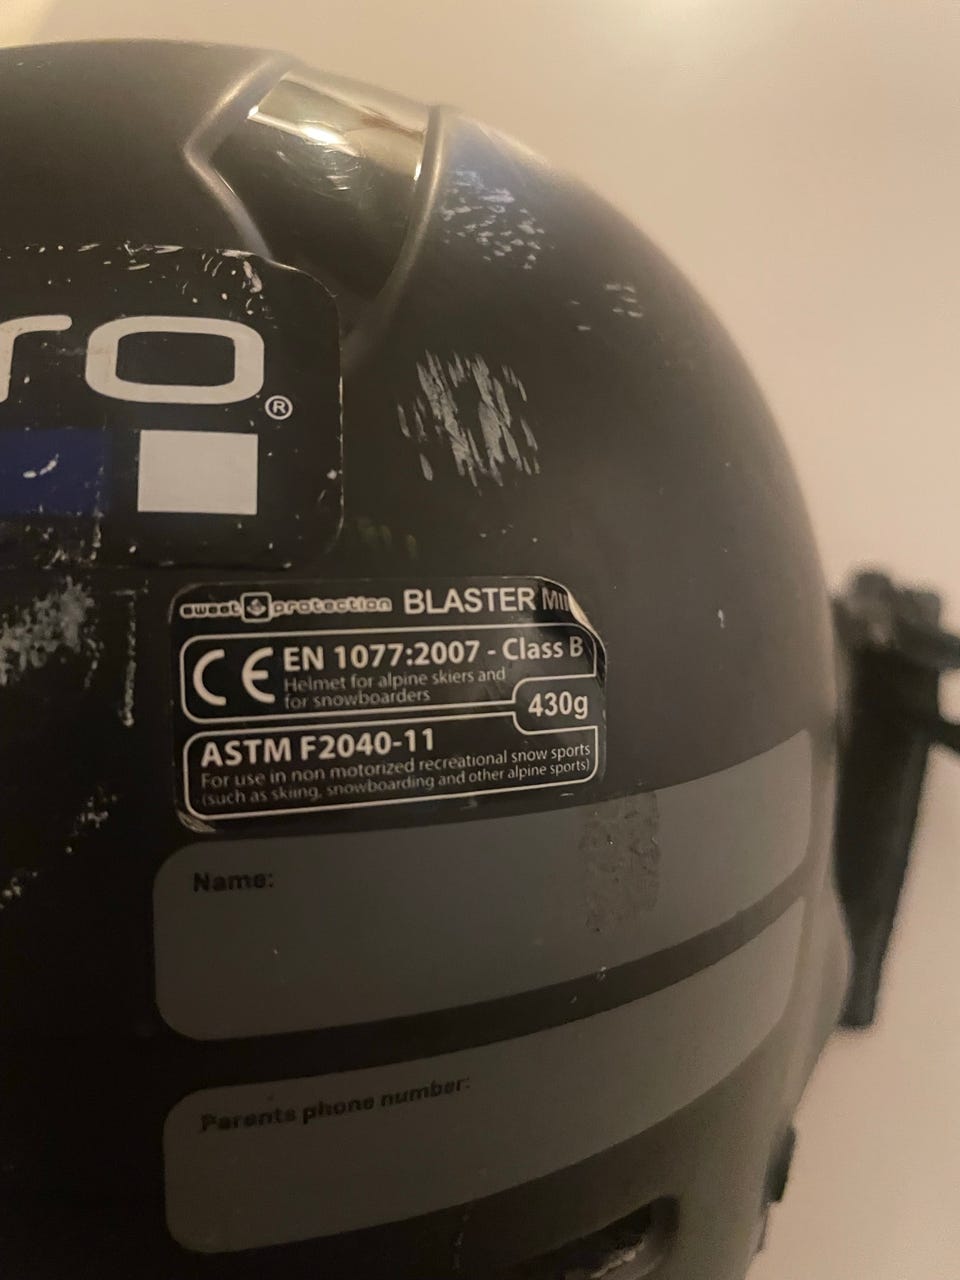 ro®
sweet protection BLASTER
CE EN 1077:2007 - Class B
Helmet for alpine skiers and
for snowboarders
430g
ASTM F2040-11
For use in non motorized recreational snow sports
(such as skiing, snowboarding and other alpine sports)
Name:
Parents phone number: